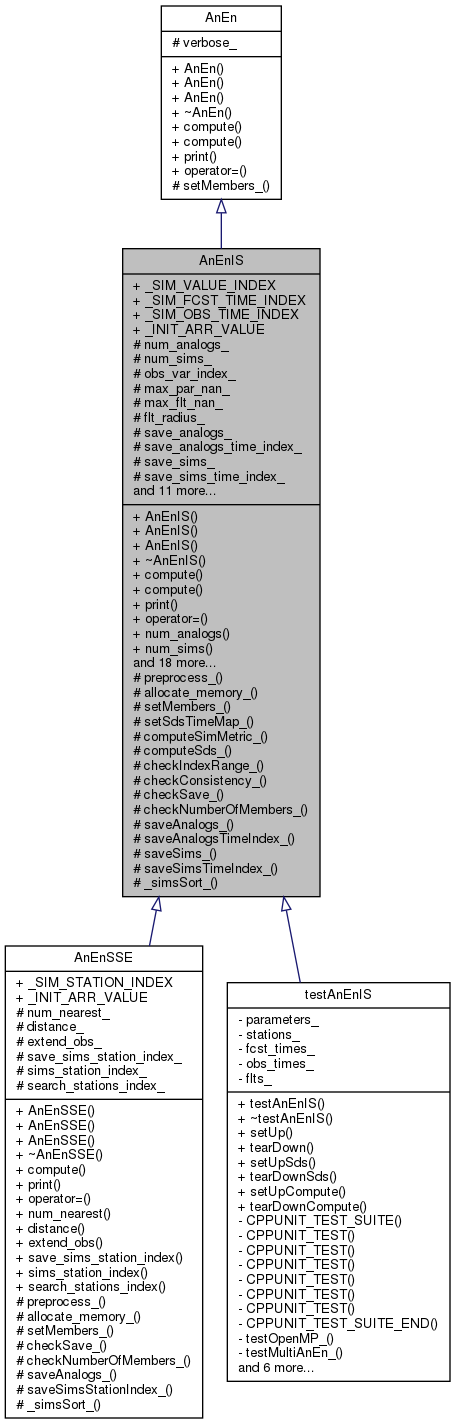 AnEn
# verbose_
+ AnEn()
+ AnEn()
+ AnEn()
+ ~AnEn()
+ compute()
+ compute()
+ print()
+ operator=()
# setMembers_()
AnEnIS
+ _SIM_VALUE_INDEX
+ _SIM_FCST_TIME_INDEX
+ _SIM_OBS_TIME_INDEX
+ _INIT_ARR_VALUE
# num_analogs_
# num_sims_
# obs_var_index_
# max_par_nan_
# max_flt_nan_
# flt_radius_
# save_analogs_
# save_analogs_time_index_
# save_sims_
# save_sims_time_index_
and 11 more...
+ AnEnIS()
+ AnEnIS()
+ AnEnIS()
+ ~AnEnIS()
+ compute()
+ compute()
+ print()
+ operator=()
+ num_analogs()
+ num_sims()
and 18 more...
# preprocess_()
# allocate_memory_()
# setMembers_()
# setSdsTimeMap_()
# computeSimMetric_()
# computeSds_()
# checkIndexRange_()
# checkConsistency_()
# checkSave_()
# checkNumberOfMembers_()
# saveAnalogs_()
# saveAnalogsTimeIndex_()
# saveSims_()
# saveSimsTimeIndex_()
# _simsSort_()
AnEnSSE
+ _SIM_STATION_INDEX
+ _INIT_ARR_VALUE
# num_nearest_
# distance_
# extend_obs_
# save_sims_station_index_
# sims_station_index_
# search_stations_index_
+ AnEnSSE()
+ AnEnSSE()
+ AnEnSSE()
+ ~AnEnSSE()
+ compute()
+ print()
+ operator=()
+ num_nearest()
+ distance()
+ extend_obs()
+ save_sims_station_index()
+ sims_station_index()
+ search_stations_index()
# preprocess_()
# allocate_memory_()
# setMembers_()
# checkSave_()
# checkNumberOfMembers_()
# saveAnalogs_()
# saveSimsStationIndex_()
# _simsSort_()
testAnEnIS
- parameters_
- stations_
- fcst_times_
- obs_times_
- flts_
+ testAnEnIS()
+ ~testAnEnIS()
+ setUp()
+ tearDown()
+ setUpSds()
+ tearDownSds()
+ setUpCompute()
+ tearDownCompute()
- CPPUNIT_TEST_SUITE()
- CPPUNIT_TEST()
- CPPUNIT_TEST()
- CPPUNIT_TEST()
- CPPUNIT_TEST()
- CPPUNIT_TEST()
- CPPUNIT_TEST()
- CPPUNIT_TEST_SUITE_END()
- testOpenMP_()
- testMultiAnEn_()
and 6 more...